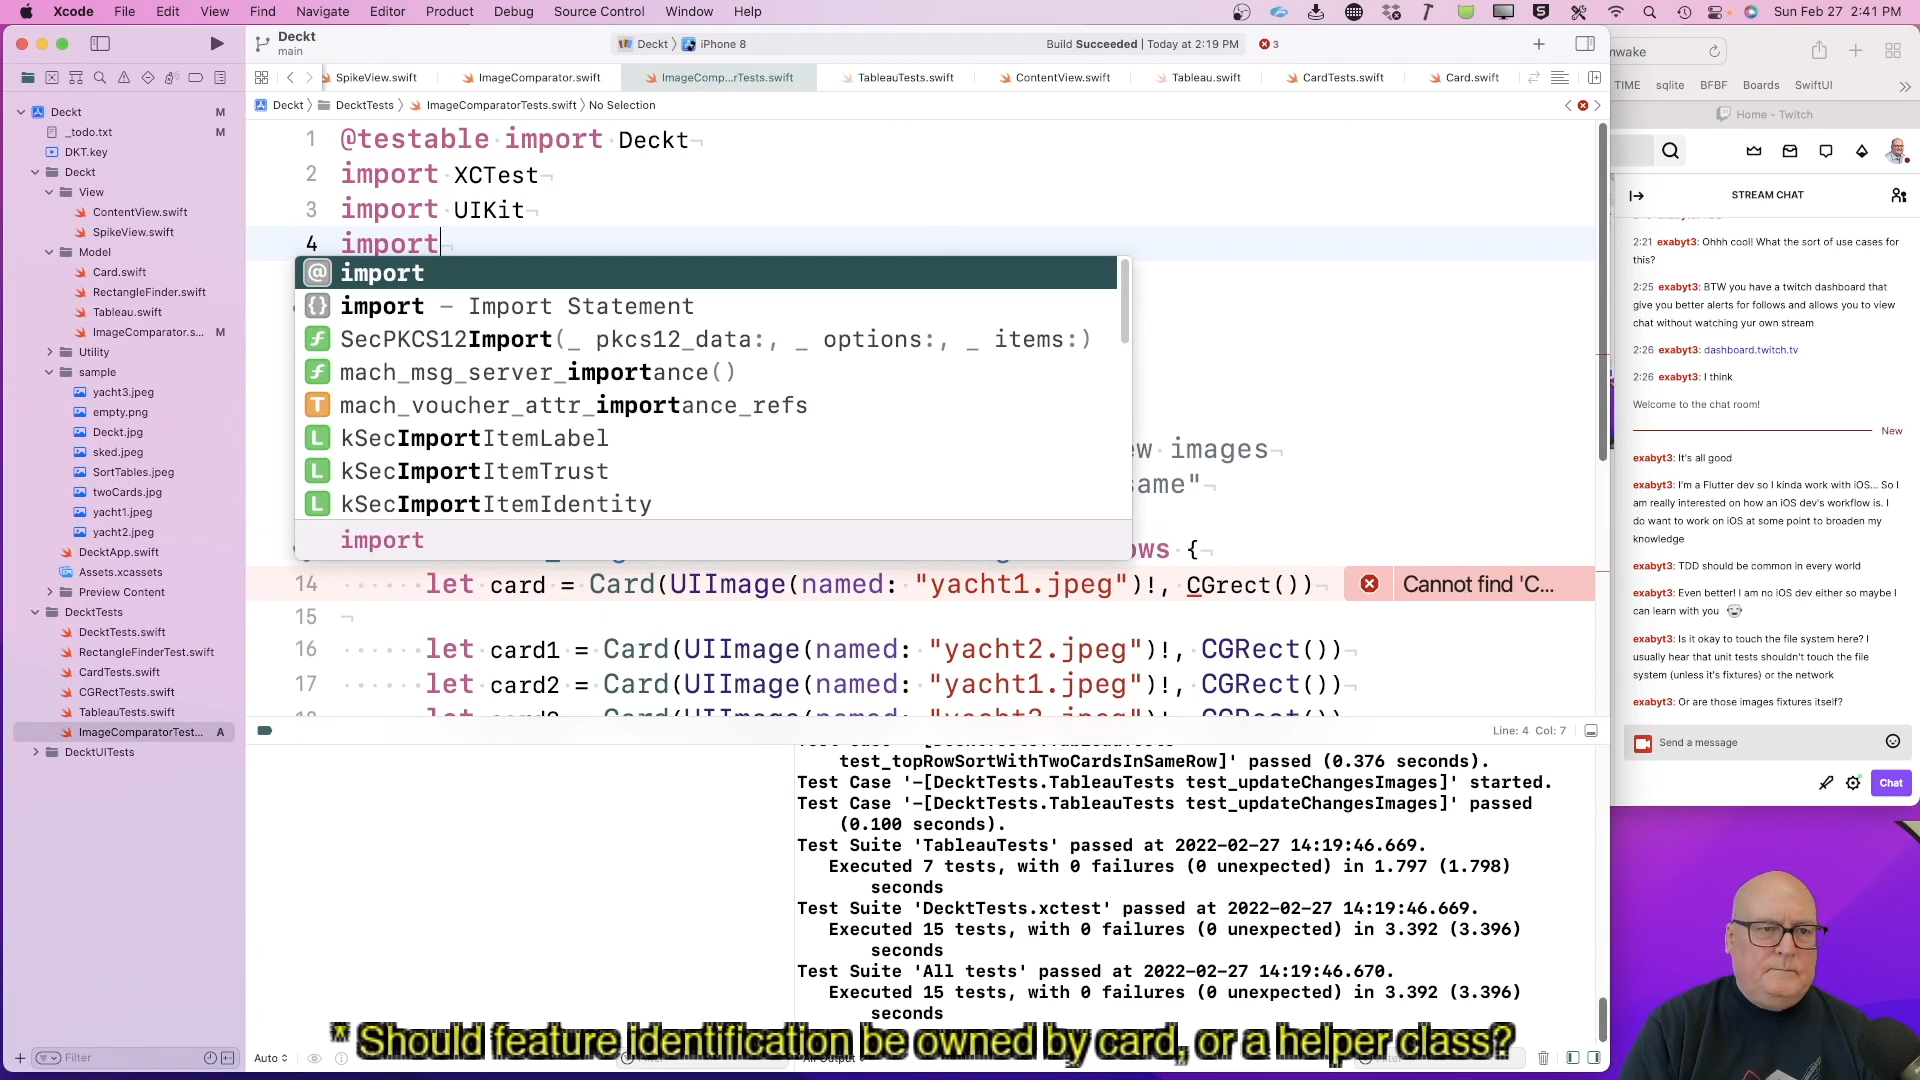 Xcode File Edit View Find Navigate Editor Product Debug Source Control Window Help Sun Feb 27 2:41 PM
Deckt
main
Deckt iPhone 8
Build Succeeded | Today at 2:19 PM 3
SpikeView.swift ImageComparator.swift ImageComp...rTests.swift TableauTests.swift ContentView.swift Tableau.swift CardTests.swift Card.swift
Deckt DecktTests ImageComparatorTests.swift No Selection
Deckt M
_todo.txt M
DKT.key
Deckt
View
ContentView.swift
SpikeView.swift
Model
Card.swift
RectangleFinder.swift
Tableau.swift
ImageComparator.s... M
Utility
sample
yacht3.jpeg
empty.png
Deckt.jpg
sked.jpeg
SortTables.jpeg
twoCards.jpg
yacht1.jpeg
yacht2.jpeg
DecktApp.swift
Assets.xcassets
Preview Content
DecktTests
DecktTests.swift
RectangleFinderTest.swift
CardTests.swift
CGRectTests.swift
TableauTests.swift
ImageComparatorTest... A
DecktUITests
Filter
1 @testable import Deckt
2 import XCTest
3 import UIKit
4 import
import
import – Import Statement
SecPKCS12Import(_ pkcs12_data:, _ options:, _ items:)
mach_msg_server_importance()
mach_voucher_attr_importance_refs
kSecImportItemLabel
kSecImportItemTrust
kSecImportItemIdentity
import
ew images
same"
ows {
14 let card = Card(UIImage(named: "yacht1.jpeg")!, CGrect()) Cannot find 'C...
15
16 let card1 = Card(UIImage(named: "yacht2.jpeg")!, CGRect())
17 let card2 = Card(UIImage(named: "yacht1.jpeg")!, CGRect())
Line: 4 Col: 7
test_topRowSortWithTwoCardsInSameRow]' passed (0.376 seconds).
Test Case '-[DecktTests.TableauTests test_updateChangesImages]' started.
Test Case '-[DecktTests.TableauTests test_updateChangesImages]' passed
(0.100 seconds).
Test Suite 'TableauTests' passed at 2022-02-27 14:19:46.669.
Executed 7 tests, with 0 failures (0 unexpected) in 1.797 (1.798)
seconds
Test Suite 'DecktTests.xctest' passed at 2022-02-27 14:19:46.669.
Executed 15 tests, with 0 failures (0 unexpected) in 3.392 (3.396)
seconds
Test Suite 'All tests' passed at 2022-02-27 14:19:46.670.
Executed 15 tests, with 0 failures (0 unexpected) in 3.392 (3.396)
seconds
* Should feature identification be owned by card, or a helper class?
Auto
nwake
TIME sqlite BFBF Boards SwiftUI
Home - Twitch
STREAM CHAT
2:21 exabyt3: Ohhh cool! What the sort of use cases for
this?
2:25 exabyt3: BTW you have a twitch dashboard that
give you better alerts for follows and allows you to view
chat without watching yur own stream
2:26 exabyt3: dashboard.twitch.tv
2:26 exabyt3: I think
Welcome to the chat room!
New
exabyt3: It's all good
exabyt3: I'm a Flutter dev so I kinda work with iOS... So I
am really interested on how an iOS dev's workflow is. I
do want to work on iOS at some point to broaden my
knowledge
exabyt3: TDD should be common in every world
exabyt3: Even better! I am no iOS dev either so maybe I
can learn with you
exabyt3: Is it okay to touch the file system here? I
usually hear that unit tests shouldn't touch the file
system (unless it's fixtures) or the network
exabyt3: Or are those images fixtures itself?
Send a message
Chat